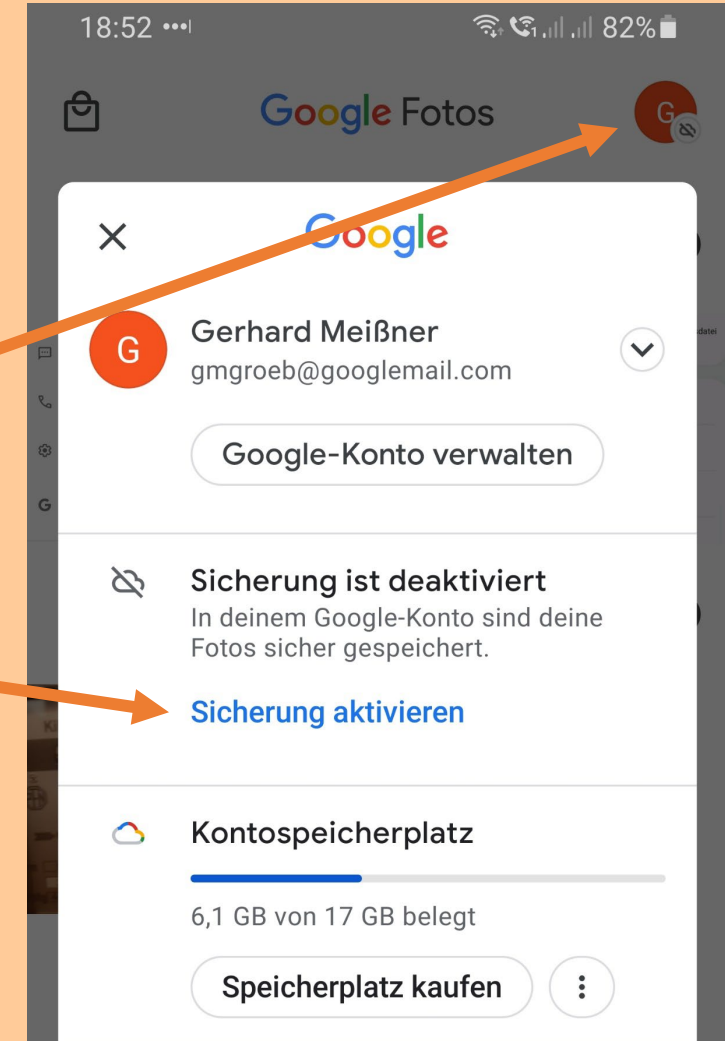 18:52
82%
Google Fotos
G
Google
Gerhard Meißner
G
gmgroeb@googlemail.com
datei
Google-Konto verwalten
G
Sicherung ist deaktiviert
In deinem Google-Konto sind deine
Fotos sicher gespeichert.
Sicherung aktivieren
Ki
Kontospeicherplatz
6,1 GB von 17 GB belegt
Speicherplatz kaufen